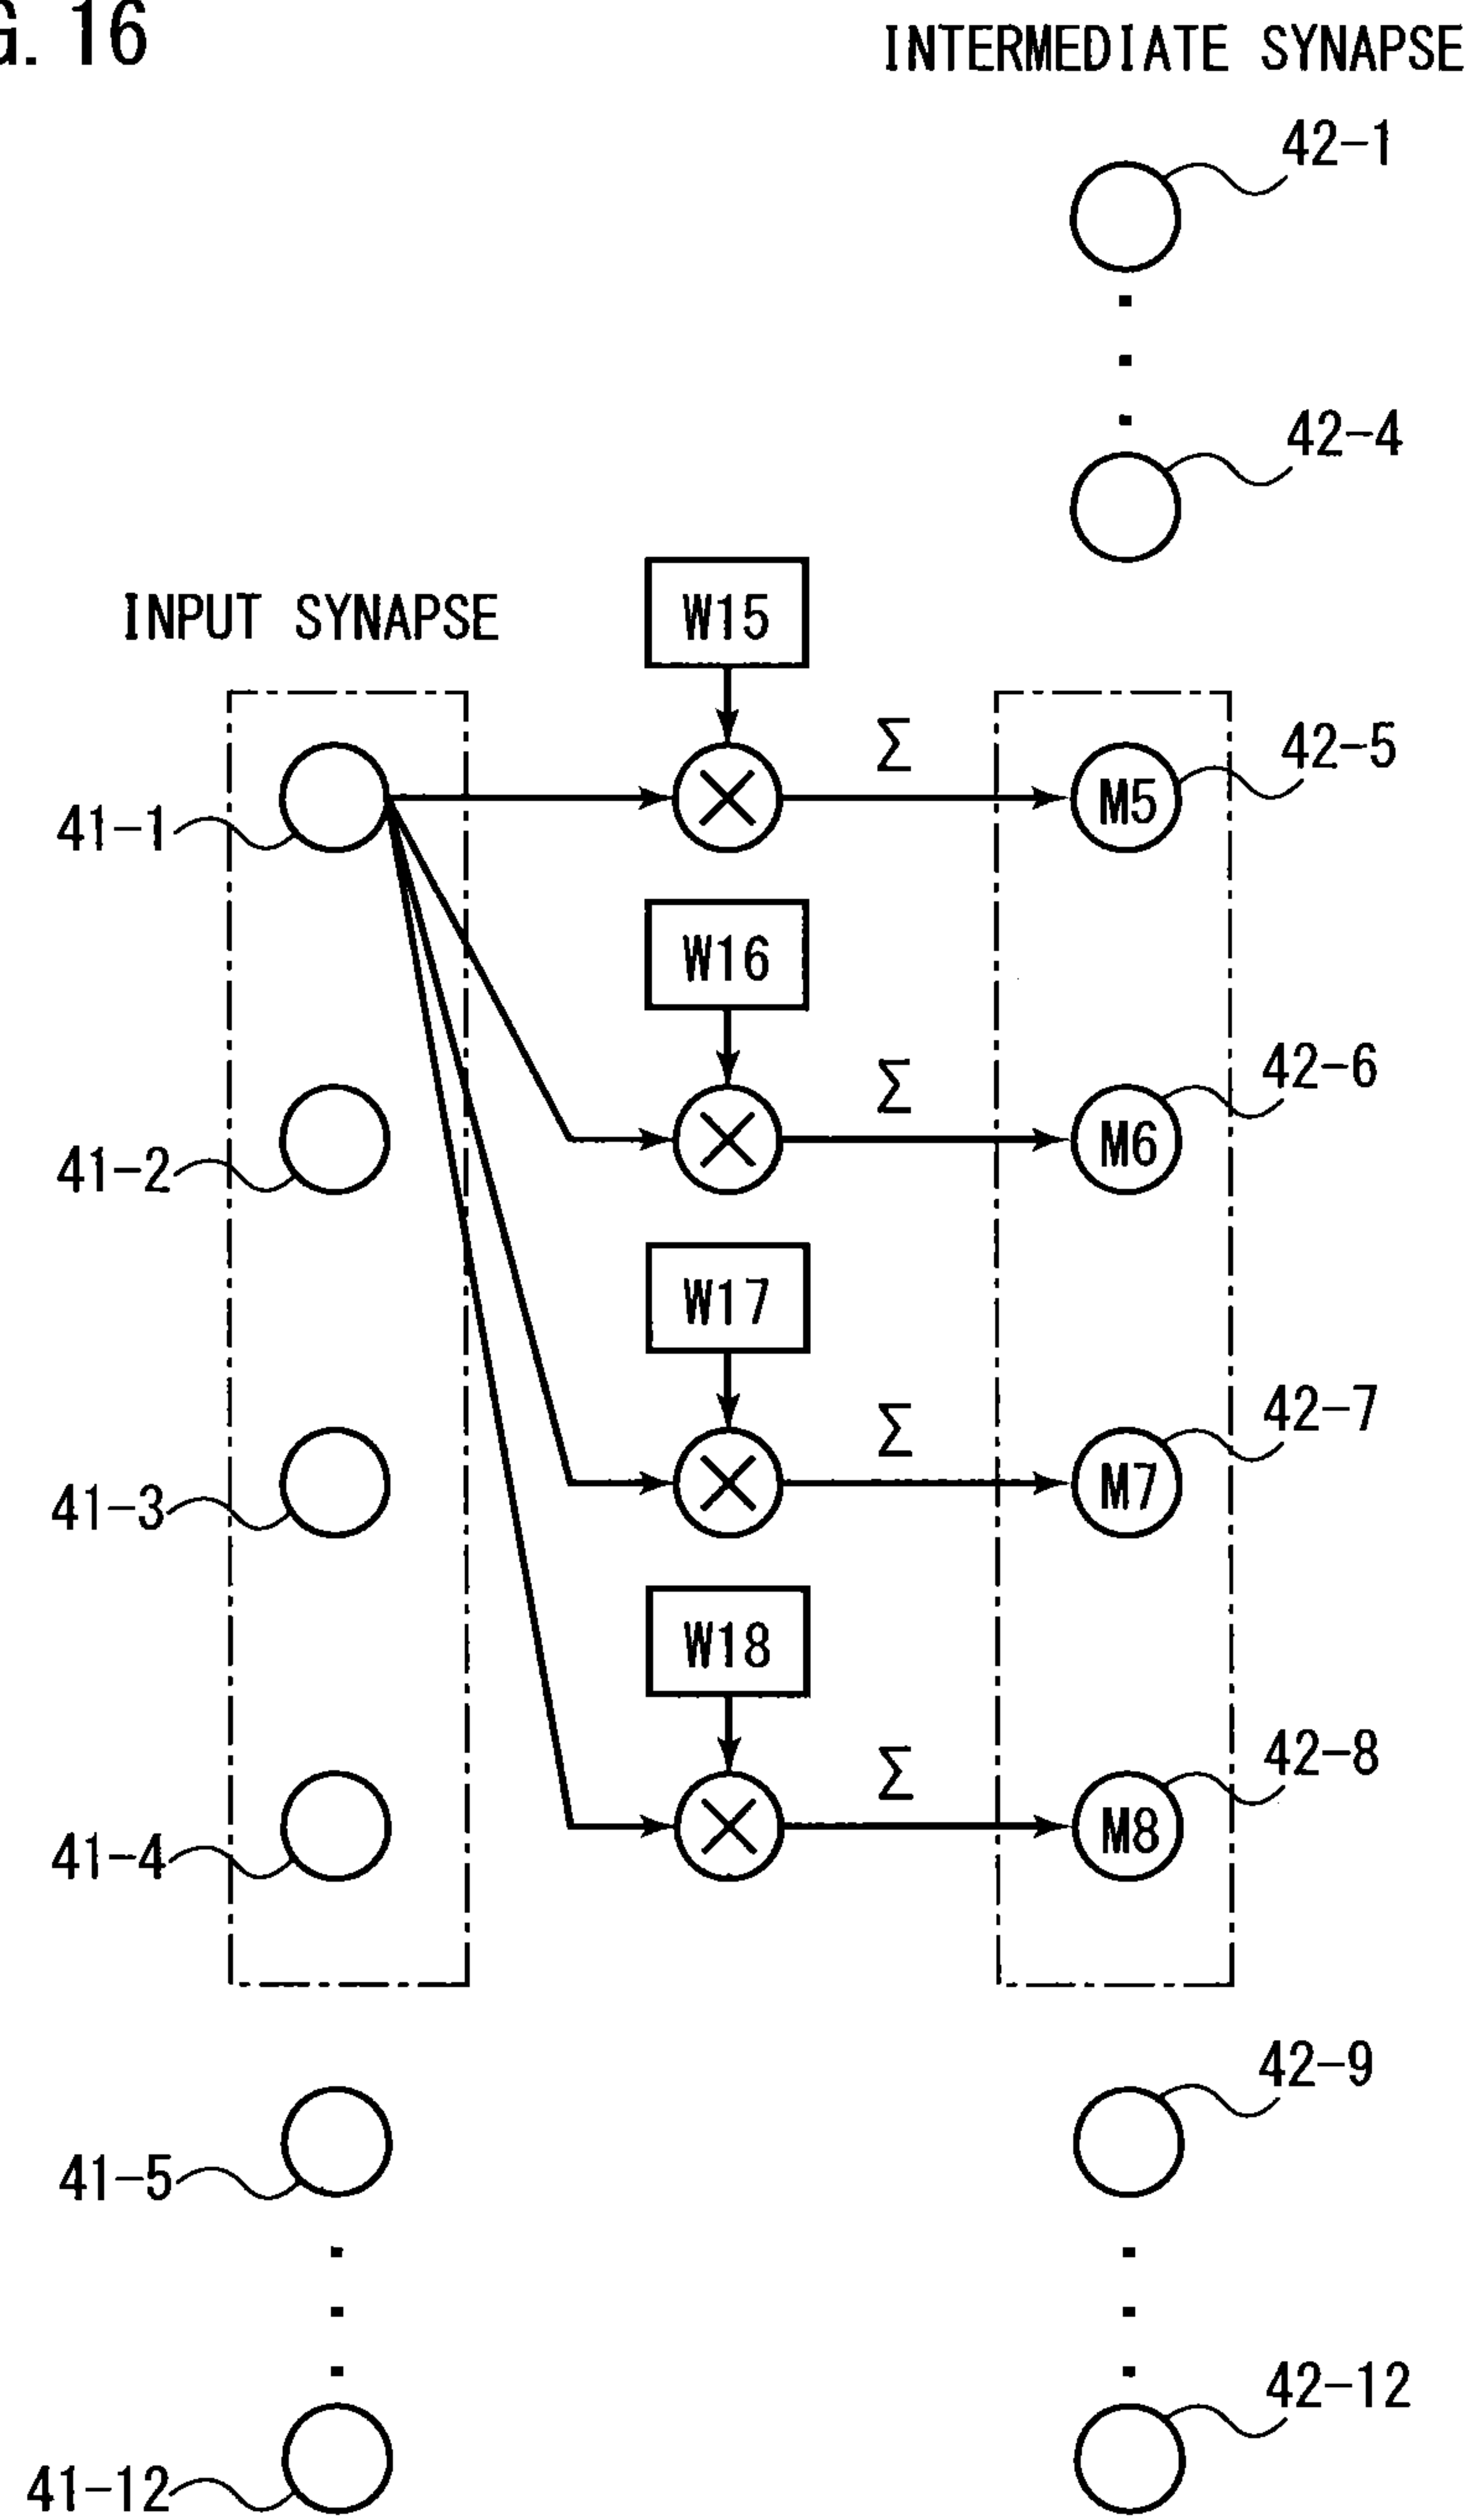 G. 16
INTERMEDIATE SYNAPSE
42-1
42-4
INPUT SYNAPSE
W15
Σ
42-5
41-1
M5
W16
Σ
42-6
41-2
M6
W17
Σ
42-7
41-3
M7
W18
Σ
42-8
41-4
M8
42-9
41-5
42-12
41-12